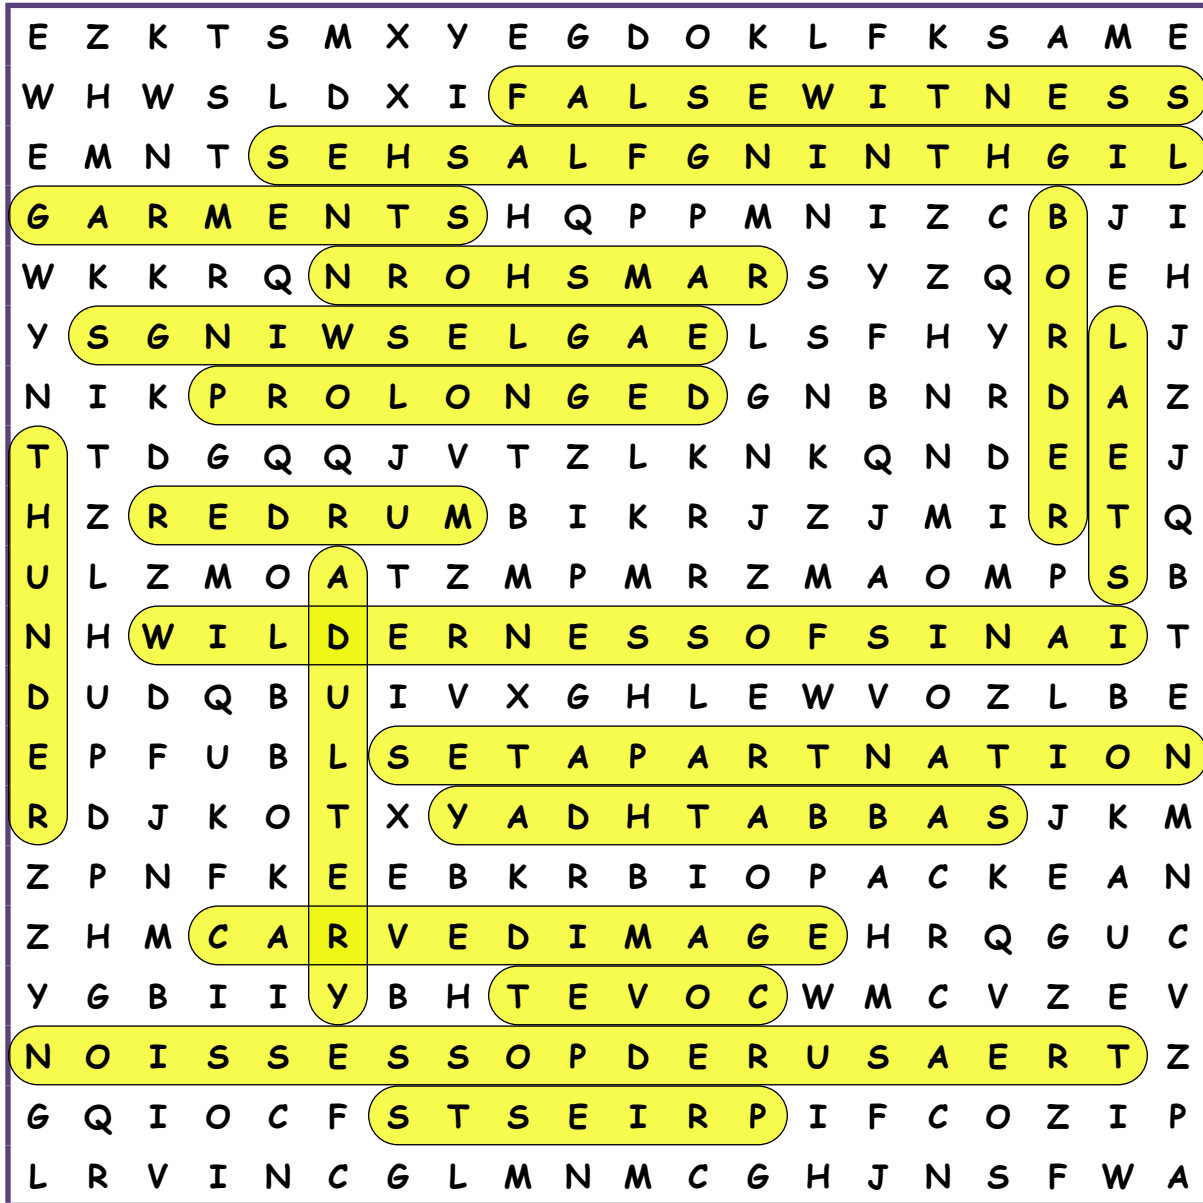 E Z K T S M X Y E G D O K L F K S A M E
W H W S L D X I F A L S E W I T N E S S
E M N T S E H S A L F G N I N T H G I L
G A R M E N T S H Q P P M N I Z C B J I
W K K R Q N R O H S M A R S Y Z Q O E H
Y S G N I W S E L G A E L S F H Y R L J
N I K P R O L O N G E D G N B N R D A Z
T T D G Q Q J V T Z L K N K Q N D E E J
H Z R E D R U M B I K R J Z J M I R T Q
U L Z M O A T Z M P M R Z M A O M P S B
N H W I L D E R N E S S O F S I N A I T
D U D Q B U I V X G H L E W V O Z L B E
E P F U B L S E T A P A R T N A T I O N
R D J K O T X Y A D H T A B B A S J K M
Z P N F K E E B K R B I O P A C K E A N
Z H M C A R V E D I M A G E H R Q G U C
Y G B I I Y B H T E V O C W M C V Z E V
N O I S S E S S O P D E R U S A E R T Z
G Q I O C F S T S E I R P I F C O Z I P
L R V I N C G L M N M C G H J N S F W A